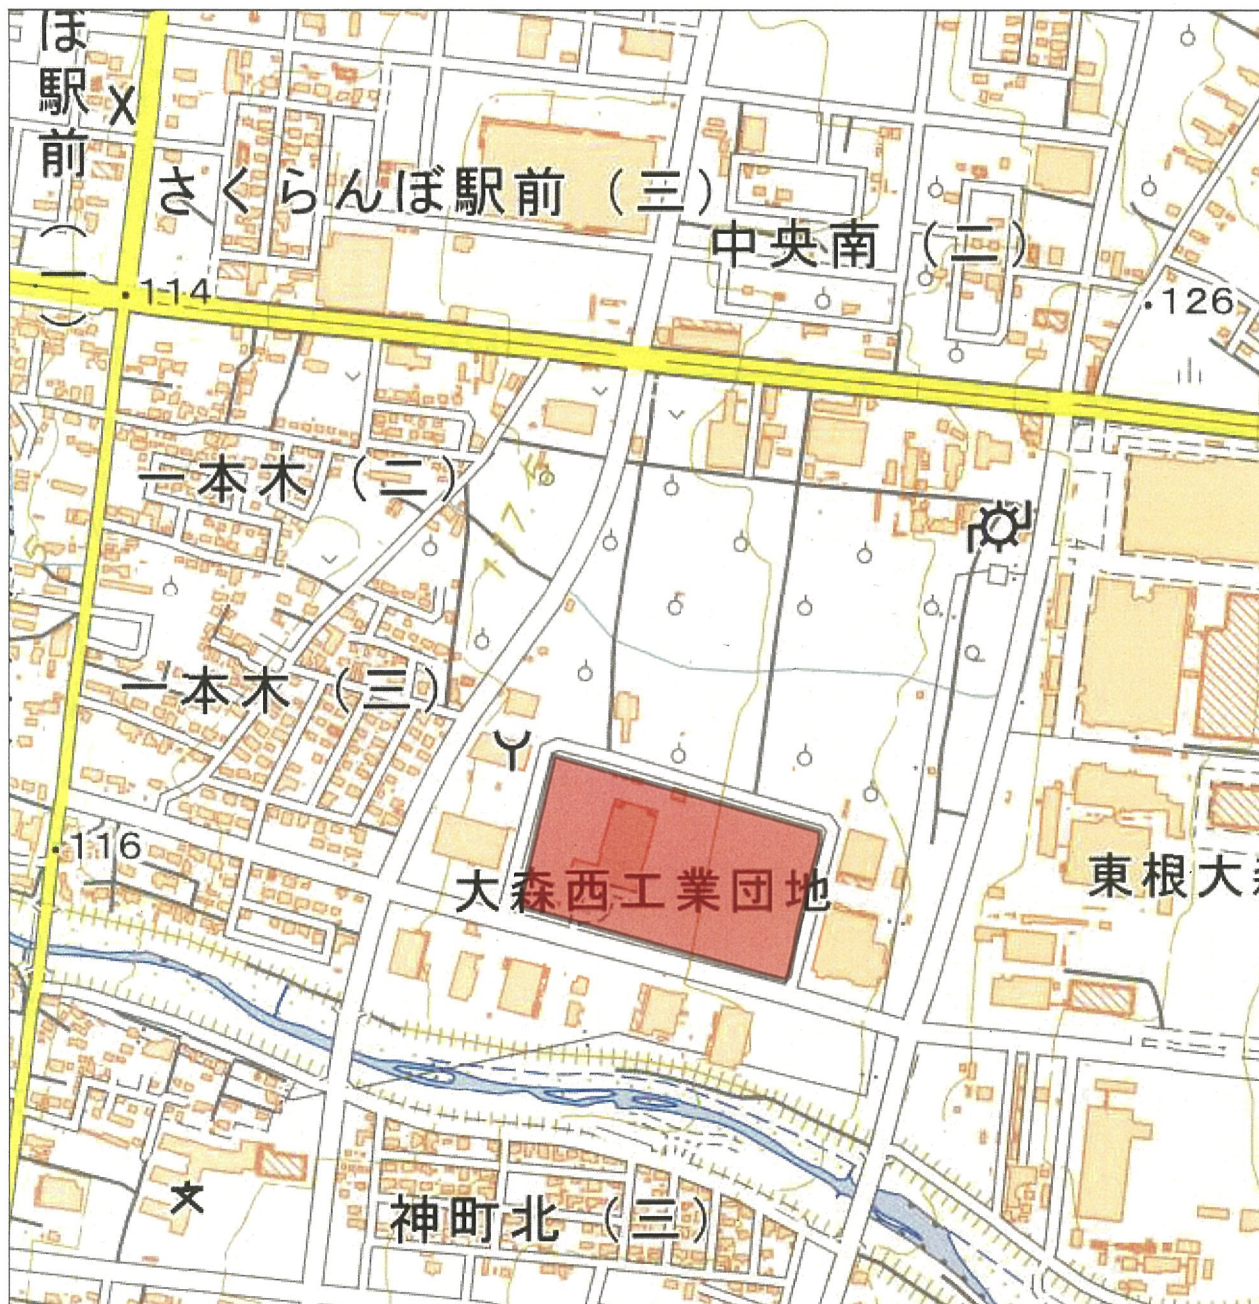 ぼ駅前(一)
さくらんぼ駅前(三)
中央南(二)
114
126
一本木(二)
一本木(三)
116
大森西工業団地
東根大
神町北(三)